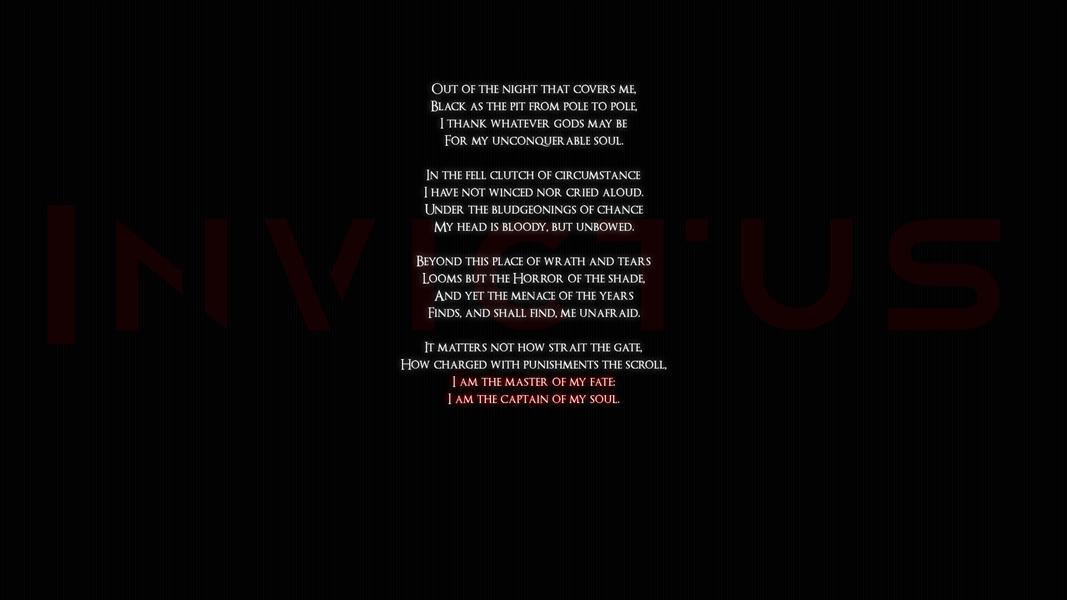 Out of the night that covers me,
Black as the pit from pole to pole,
I thank whatever gods may be
For my unconquerable soul.
In the fell clutch of circumstance
I have not winced nor cried aloud.
Under the bludgeonings of chance
My head is bloody, but unbowed.
Beyond this place of wrath and tears
Looms but the Horror of the shade,
And yet the menace of the years
Finds, and shall find, me unafraid.
It matters not how strait the gate,
How charged with punishments the scroll,
I am the master of my fate:
I am the captain of my soul.
Invictus